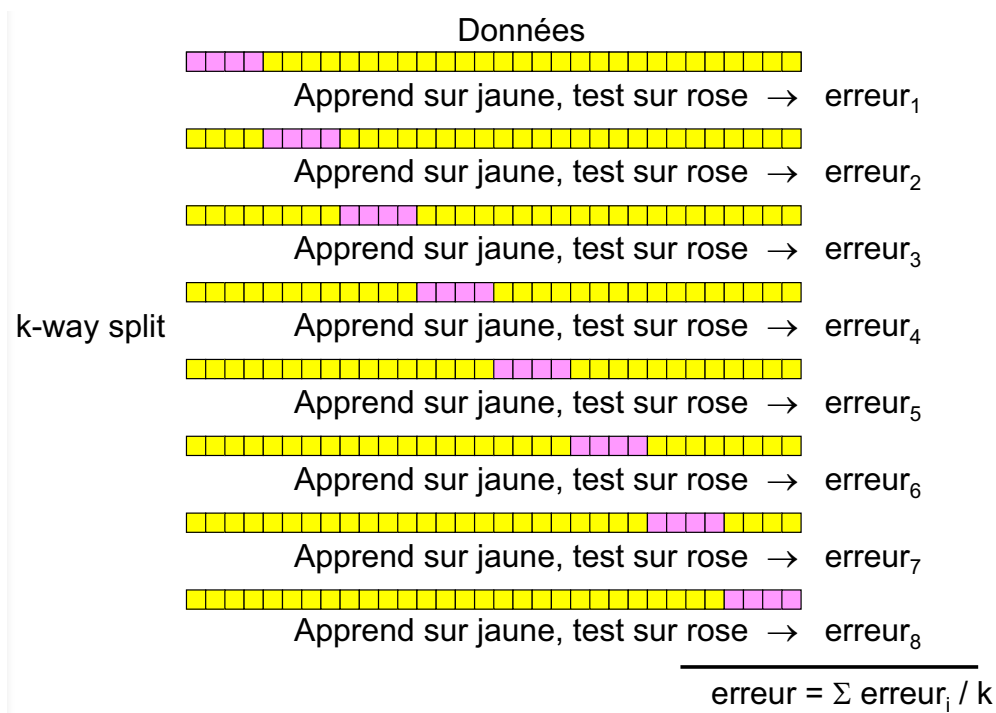 Données
Apprend sur jaune, test sur rose → erreur₁
Apprend sur jaune, test sur rose → erreur₂
Apprend sur jaune, test sur rose → erreur₃
k-way split
Apprend sur jaune, test sur rose → erreur₄
Apprend sur jaune, test sur rose → erreur₅
Apprend sur jaune, test sur rose → erreur₆
Apprend sur jaune, test sur rose → erreur₇
Apprend sur jaune, test sur rose → erreur₈
erreur = Σ erreurᵢ / k